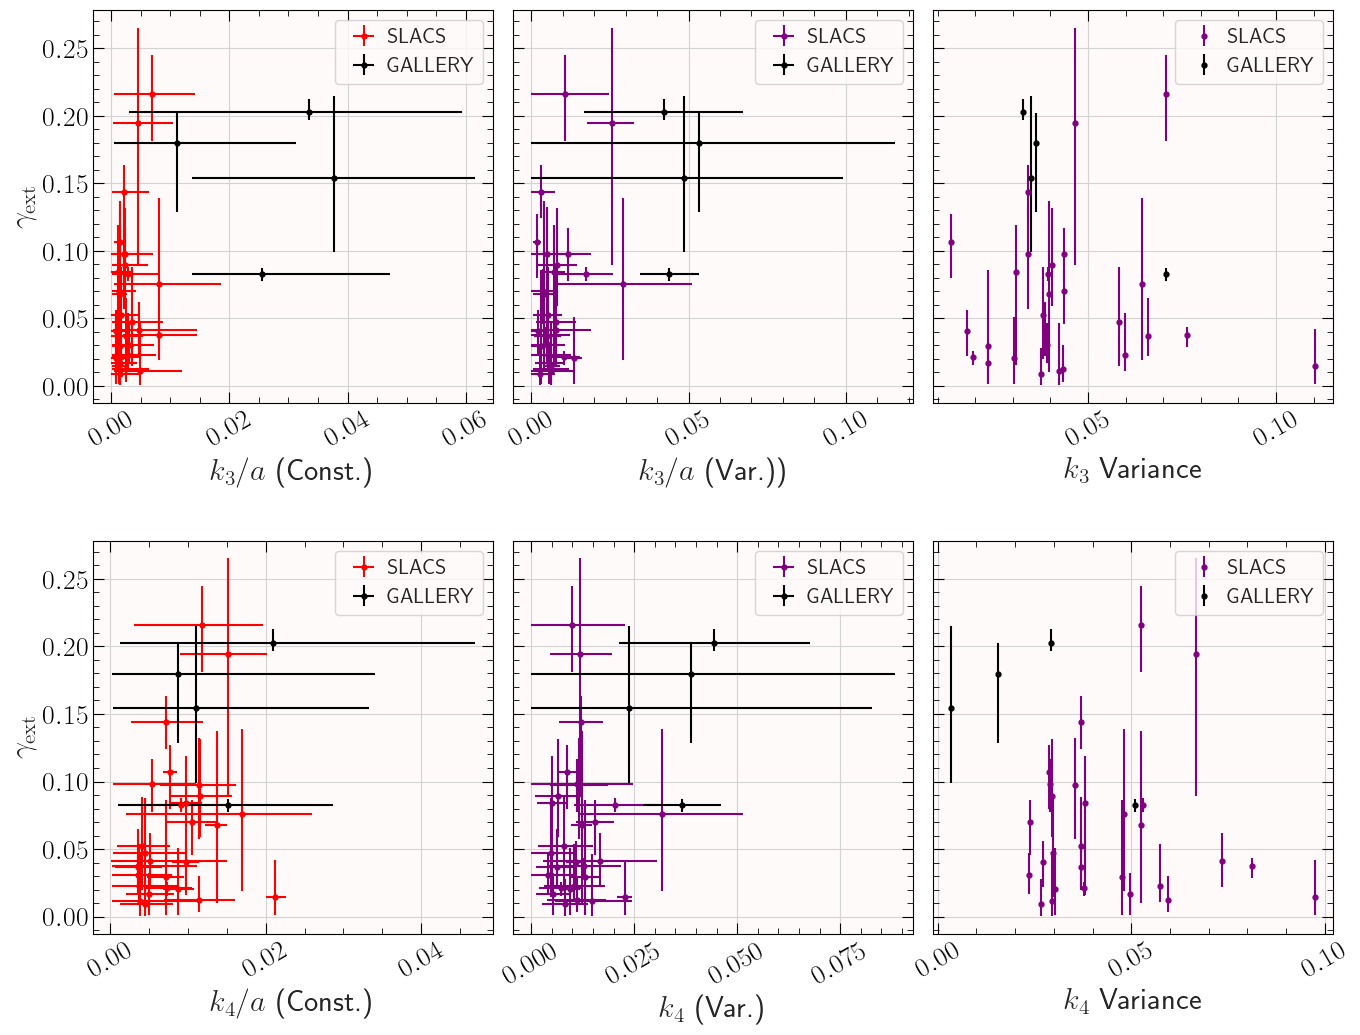 SLACS
GALLERY
SLACS
GALLERY
SLACS
GALLERY
γext
0.25
0.20
0.15
0.10
0.05
0.00
0.00 0.02 0.04 0.06
0.00 0.05 0.10
0.00 0.05 0.10
k3/a (Const.)
k3/a (Var.))
k3 Variance
SLACS
GALLERY
SLACS
GALLERY
SLACS
GALLERY
γext
0.25
0.20
0.15
0.10
0.05
0.00
0.00 0.02 0.04
0.000 0.025 0.050 0.075
0.00 0.05 0.10
k4/a (Const.)
k4 (Var.)
k4 Variance